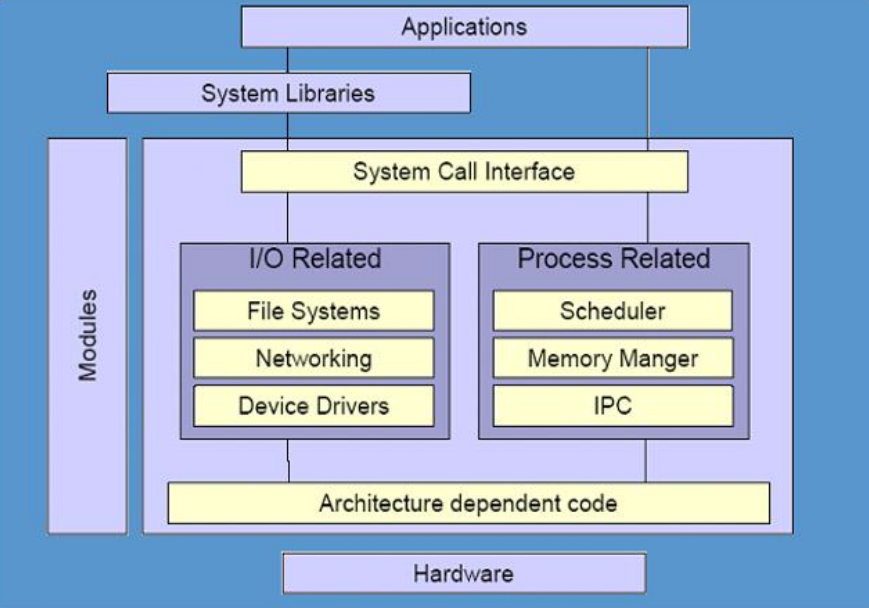 Applications
System Libraries
System Call Interface
Modules
I/O Related
File Systems
Networking
Device Drivers
Process Related
Scheduler
Memory Manger
IPC
Architecture dependent code
Hardware